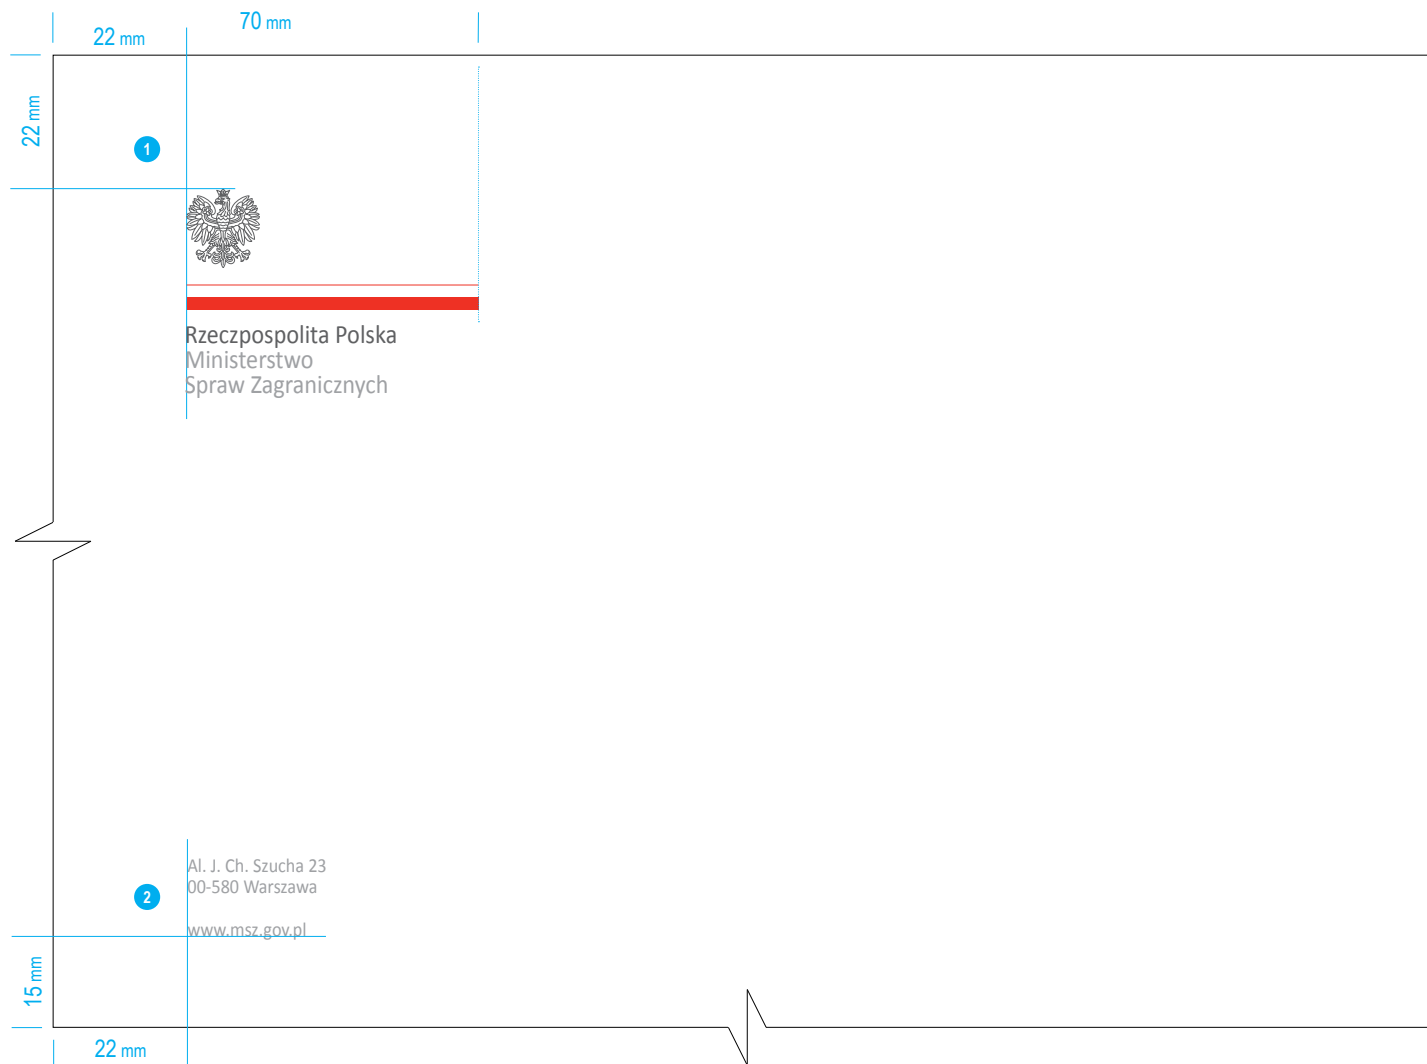 70 mm
22 mm
22 mm
1
Rzeczpospolita Polska
Ministerstwo
Spraw Zagranicznych
Al. J. Ch. Szucha 23
00-580 Warszawa
2
www.msz.gov.pl
15 mm
22 mm